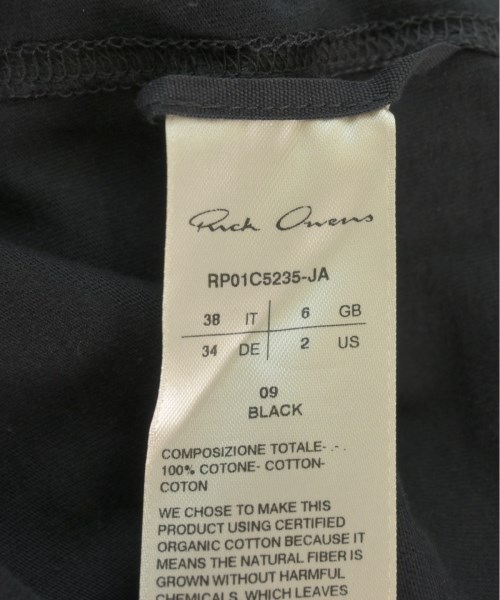 Rick Owens
RP01C5235-JA
38 IT 6 GB
34 DE 2 US
09
BLACK
COMPOSIZIONE TOTALE- .-.
100% COTONE- COTTON-
COTON
WE CHOSE TO MAKE THIS
PRODUCT USING CERTIFIED
ORGANIC COTTON BECAUSE IT
MEANS THE NATURAL FIBER IS
GROWN WITHOUT HARMFUL
CHEMICALS, WHICH LEAVES